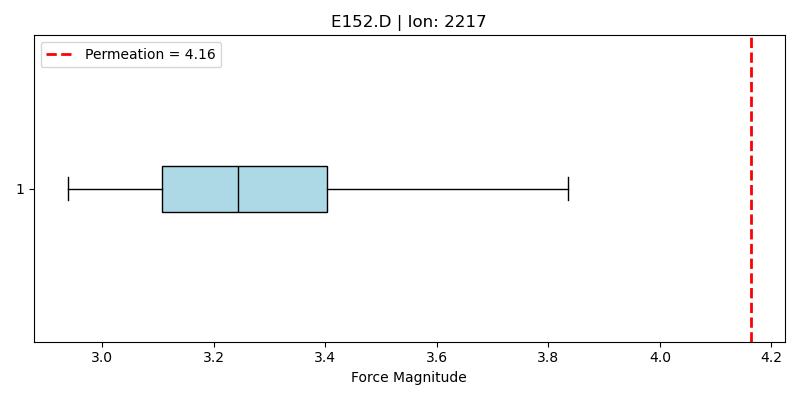 E152.D | Ion: 2217
Permeation = 4.16
1
3.0 3.2 3.4 3.6 3.8 4.0 4.2
Force Magnitude